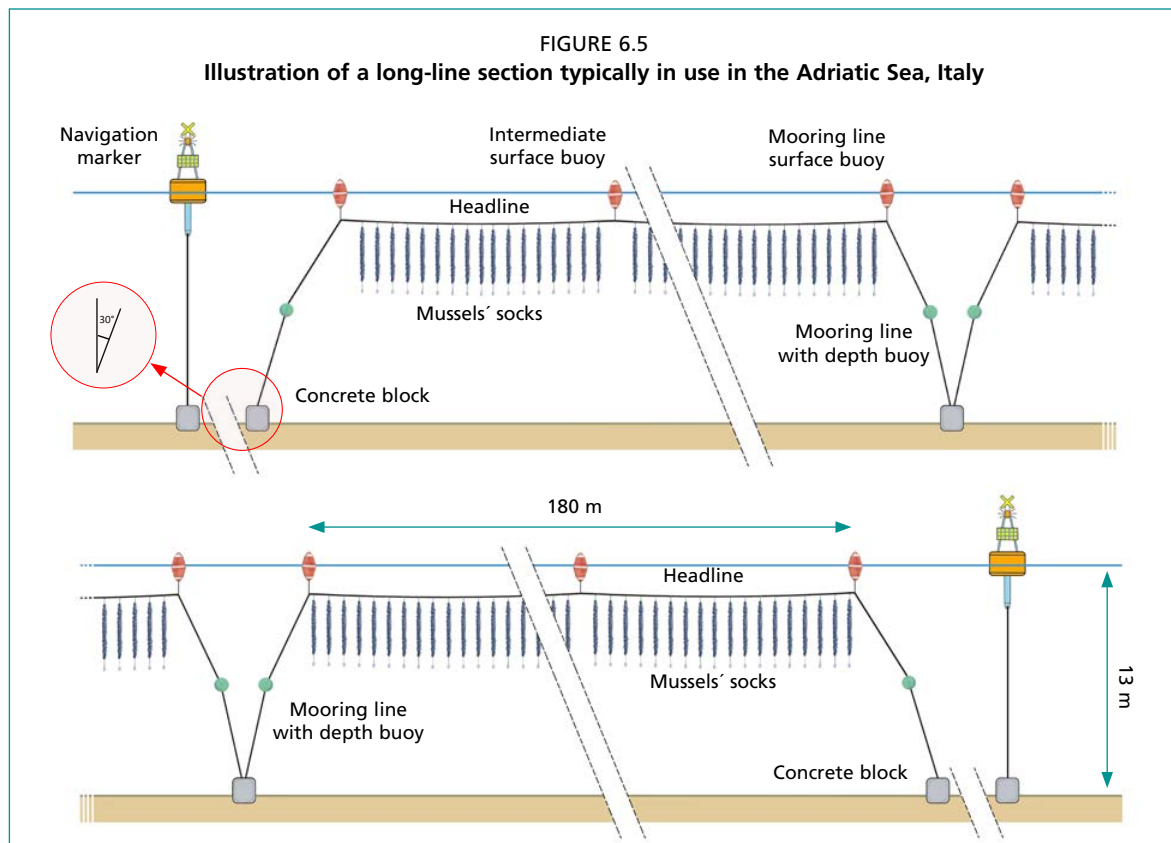 FIGURE 6.5
Illustration of a long-line section typically in use in the Adriatic Sea, Italy
Navigation
marker
Intermediate
surface buoy
Mooring line
surface buoy
Headline
30°
Mussels´ socks
Mooring line
with depth buoy
Concrete block
180 m
Headline
Mussels´ socks
13 m
Mooring line
with depth buoy
Concrete block